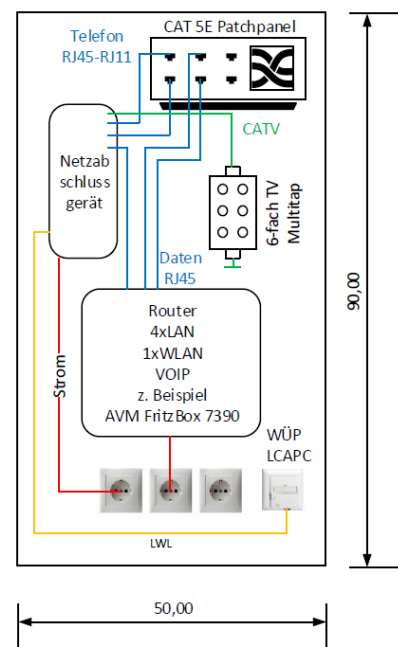 CAT 5E Patchpanel
Telefon
RJ45-RJ11
CATV
Netzab
schluss
gerät
6-fach TV
Multitap
Daten
RJ45
Router
4xLAN
1xWLAN
VOIP
z. Beispiel
AVM FritzBox 7390
Strom
WÜP
LCAPC
LWL
90,00
50,00